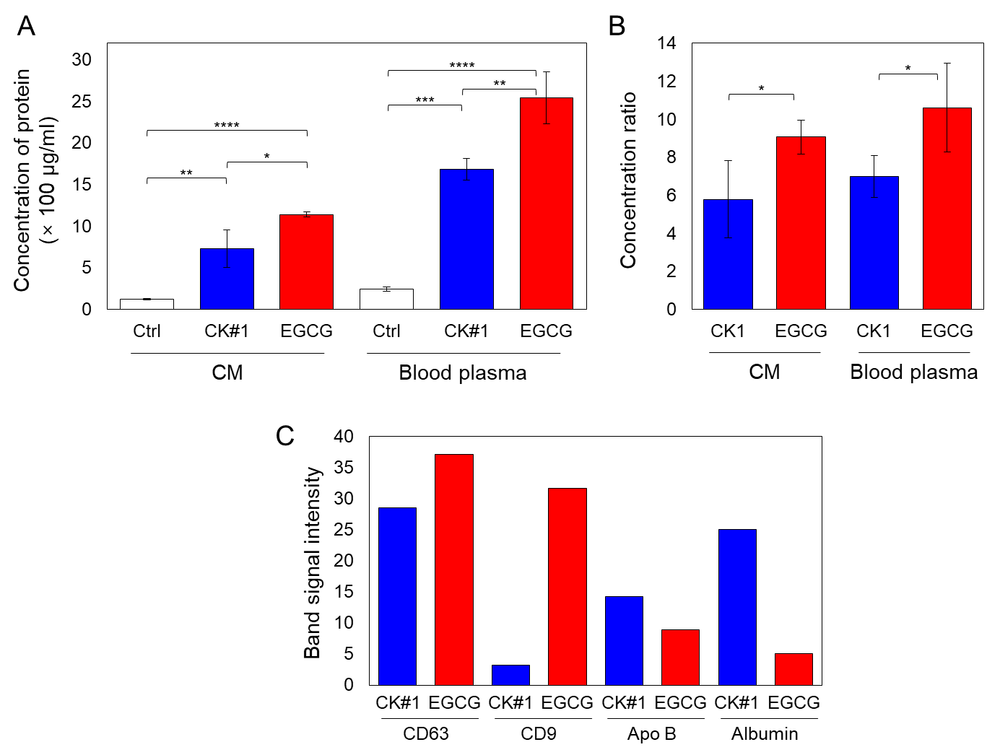 A
Concentration of protein
(× 100 µg/ml)
30
25
20
15
10
5
0
****
**
*
****
***
**
Ctrl CK#1 EGCG Ctrl CK#1 EGCG
CM Blood plasma
B
Concentration ratio
14
12
10
8
6
4
2
0
*
*
CK1 EGCG CK1 EGCG
CM Blood plasma
C
Band signal intensity
40
35
30
25
20
15
10
5
0
CK#1 EGCG CK#1 EGCG CK#1 EGCG CK#1 EGCG
CD63 CD9 Apo B Albumin